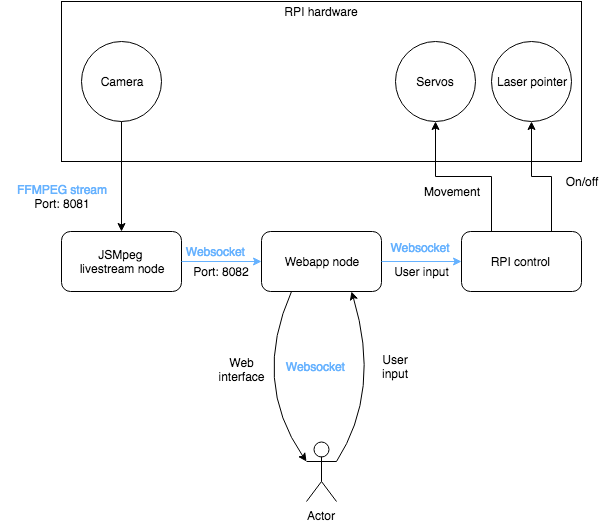 RPI hardware
Camera
Servos
Laser pointer
FFMPEG stream
Port: 8081
Movement
On/off
JSMpeg
livestream node
Websocket
Port: 8082
Webapp node
Websocket
User input
RPI control
Web
interface
Websocket
User
input
Actor